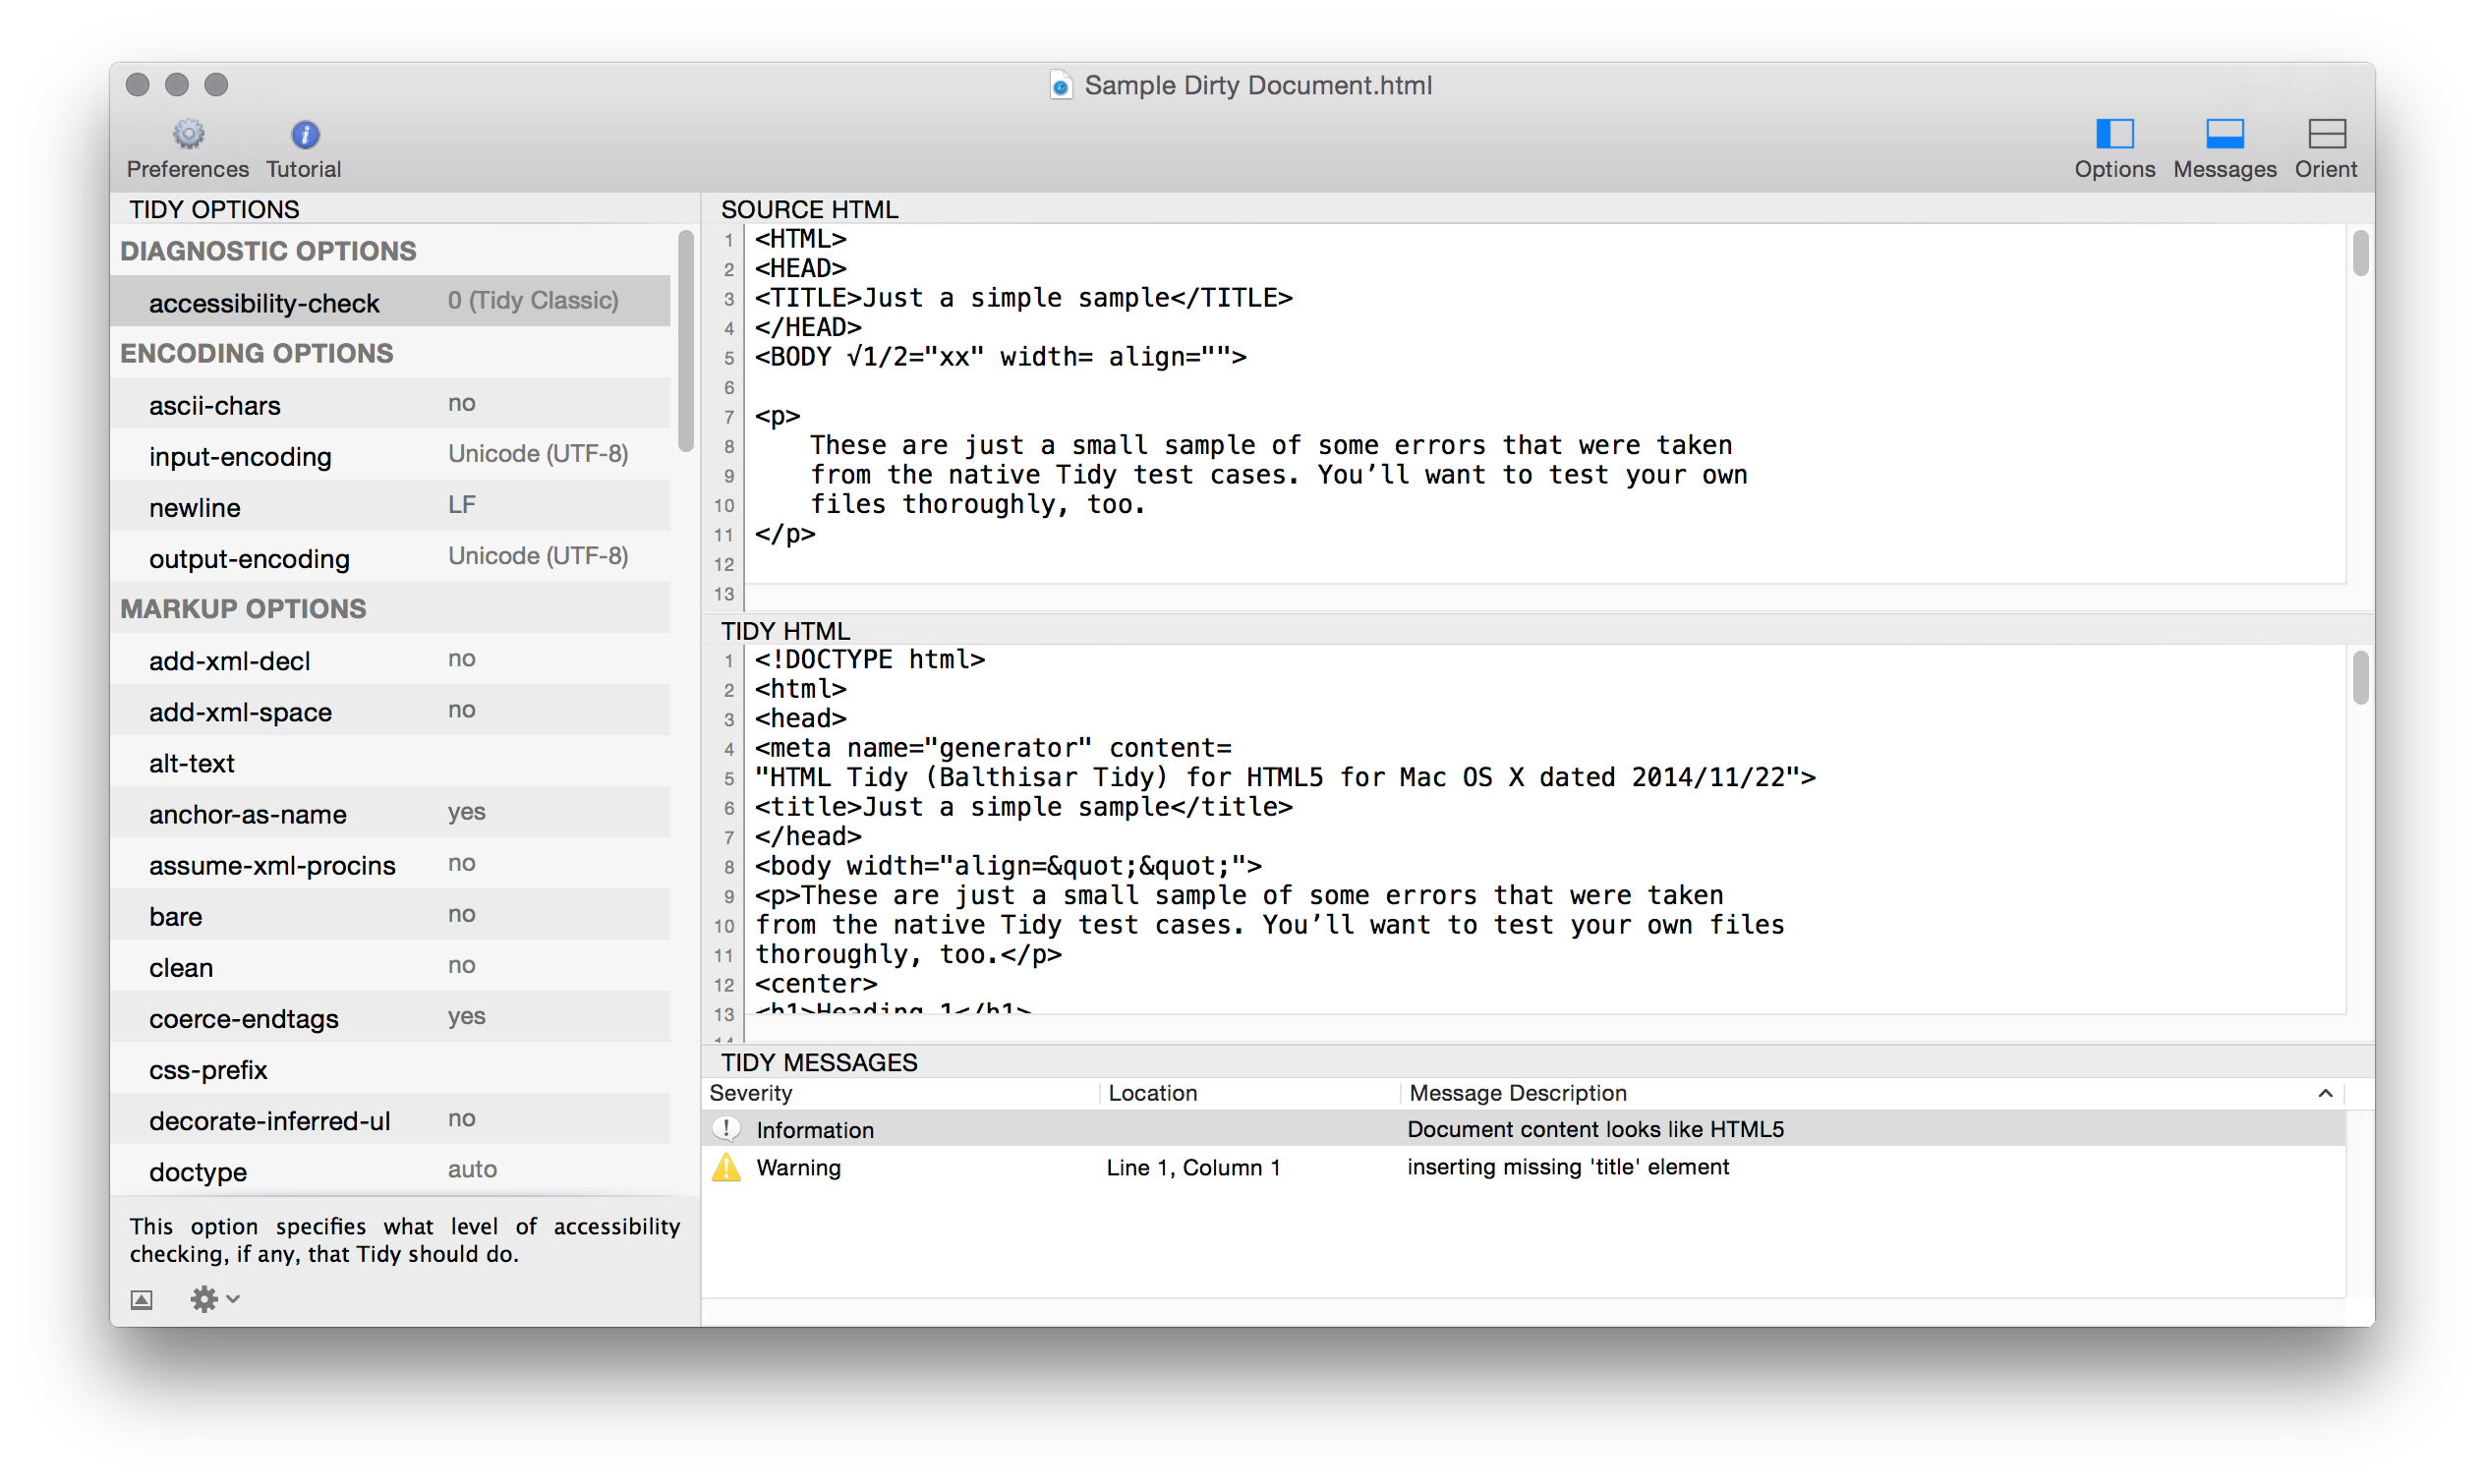 Sample Dirty Document.html
Preferences Tutorial Options Messages Orient
TIDY OPTIONS
DIAGNOSTIC OPTIONS
accessibility-check 0 (Tidy Classic)
ENCODING OPTIONS
ascii-chars no
input-encoding Unicode (UTF-8)
newline LF
output-encoding Unicode (UTF-8)
MARKUP OPTIONS
add-xml-decl no
add-xml-space no
alt-text
anchor-as-name yes
assume-xml-procins no
bare no
clean no
coerce-endtags yes
css-prefix
decorate-inferred-ul no
doctype auto
This option specifies what level of accessibility
checking, if any, that Tidy should do.
SOURCE HTML
1 <HTML>
2 <HEAD>
3 <TITLE>Just a simple sample</TITLE>
4 </HEAD>
5 <BODY √1/2="xx" width= align="">
6
7 <p>
8 These are just a small sample of some errors that were taken
9 from the native Tidy test cases. You’ll want to test your own
10 files thoroughly, too.
11 </p>
12
13
TIDY HTML
1 <!DOCTYPE html>
2 <html>
3 <head>
4 <meta name="generator" content=
5 "HTML Tidy (Balthisar Tidy) for HTML5 for Mac OS X dated 2014/11/22">
6 <title>Just a simple sample</title>
7 </head>
8 <body width="align=&quot;&quot;">
9 <p>These are just a small sample of some errors that were taken
10 from the native Tidy test cases. You’ll want to test your own files
11 thoroughly, too.</p>
12 <center>
13 <h1>Heading 1</h1>
14
TIDY MESSAGES
Severity Location Message Description
Information Document content looks like HTML5
Warning Line 1, Column 1 inserting missing 'title' element